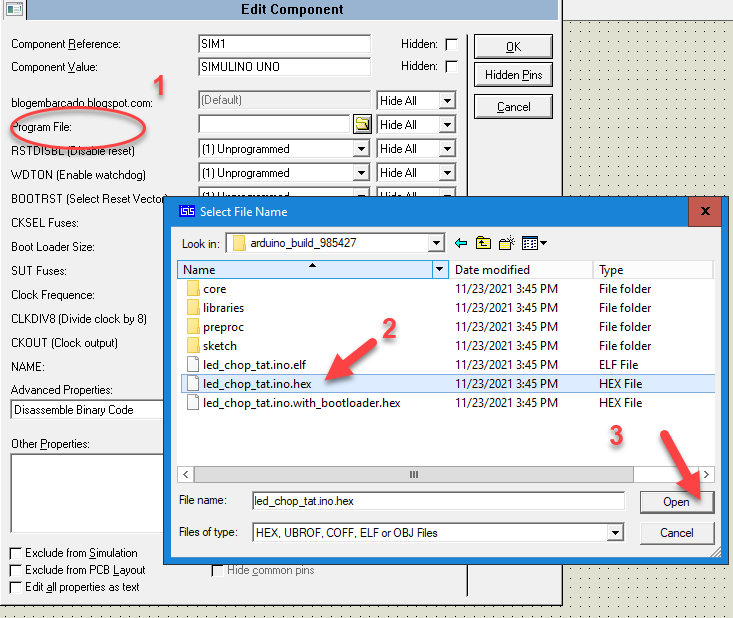 Edit Component
Component Reference: SIM1 Hidden: OK
Component Value: SIMULINO UNO Hidden: Hidden Pins
1
blogembarcado.blogspot.com: (Default) Hide All Cancel
Program File: Hide All
RSTDISBL (Disable reset) (1) Unprogrammed Hide All
WDTON (Enable watchdog) (1) Unprogrammed Hide All
BOOTRST (Select Reset Vector) (1) Unprogrammed Hide All
CKSEL Fuses:
Boot Loader Size:
SUT Fuses:
Clock Frequency:
CLKDIV8 (Divide clock by 8)
CKOUT (Clock output)
NAME:
Advanced Properties:
Disassemble Binary Code
Other Properties:
Exclude from Simulation
Exclude from PCB Layout Hide common pins
Edit all properties as text
ISIS Select File Name x
Look in: arduino_build_985427
Name Date modified Type
core 11/23/2021 3:45 PM File folder
libraries 11/23/2021 3:45 PM File folder
preproc 11/23/2021 3:45 PM File folder
sketch 11/23/2021 3:45 PM File folder
2
led_chop_tat.ino.elf 11/23/2021 3:45 PM ELF File
led_chop_tat.ino.hex 11/23/2021 3:45 PM HEX File
led_chop_tat.ino.with_bootloader.hex 11/23/2021 3:45 PM HEX File
3
File name: led_chop_tat.ino.hex Open
Files of type: HEX, UBROF, COFF, ELF or OBJ Files Cancel